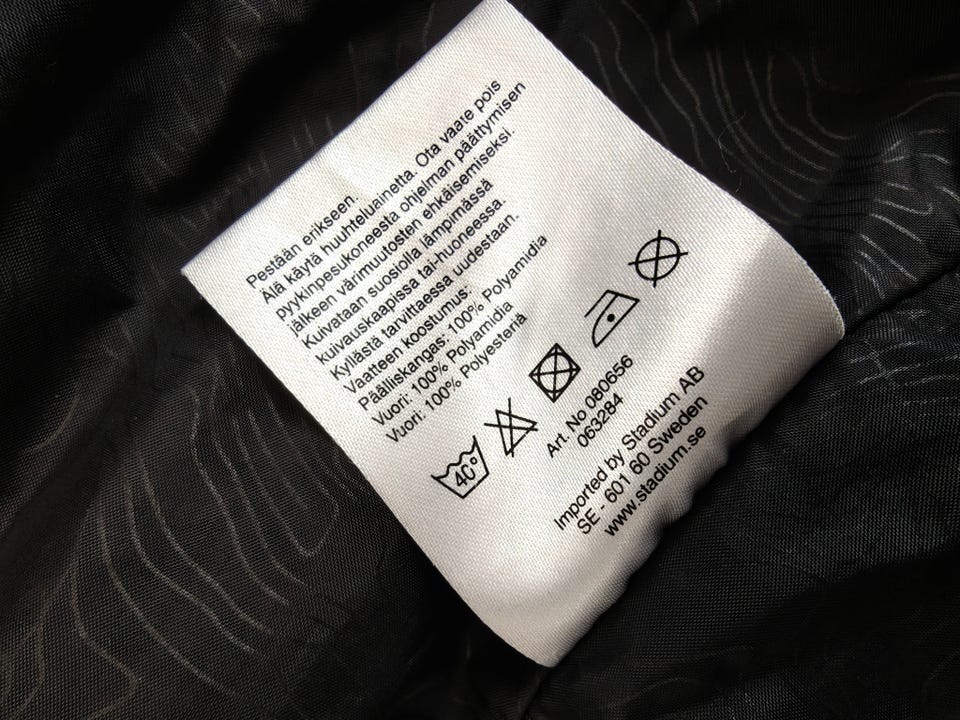 Pestään erikseen.
Älä käytä huuhteluainetta. Ota vaate pois
pyykinpesukoneesta ohjelman päättymisen
jälkeen värimuutosten ehkäisemiseksi.
Kuivataan suosiolla lämpimässä
kuivauskaapissa tai-huoneessa.
Kyllästä tarvittaessa uudestaan.
Vaatteen koostumus:
Päälliskangas: 100% Polyamidia
Vuori: 100% Polyamidia
Vuori: 100% Polyesteriä
40°
Art. No 080656
063284
Imported by Stadium AB
SE - 601 60 Sweden
www.stadium.se